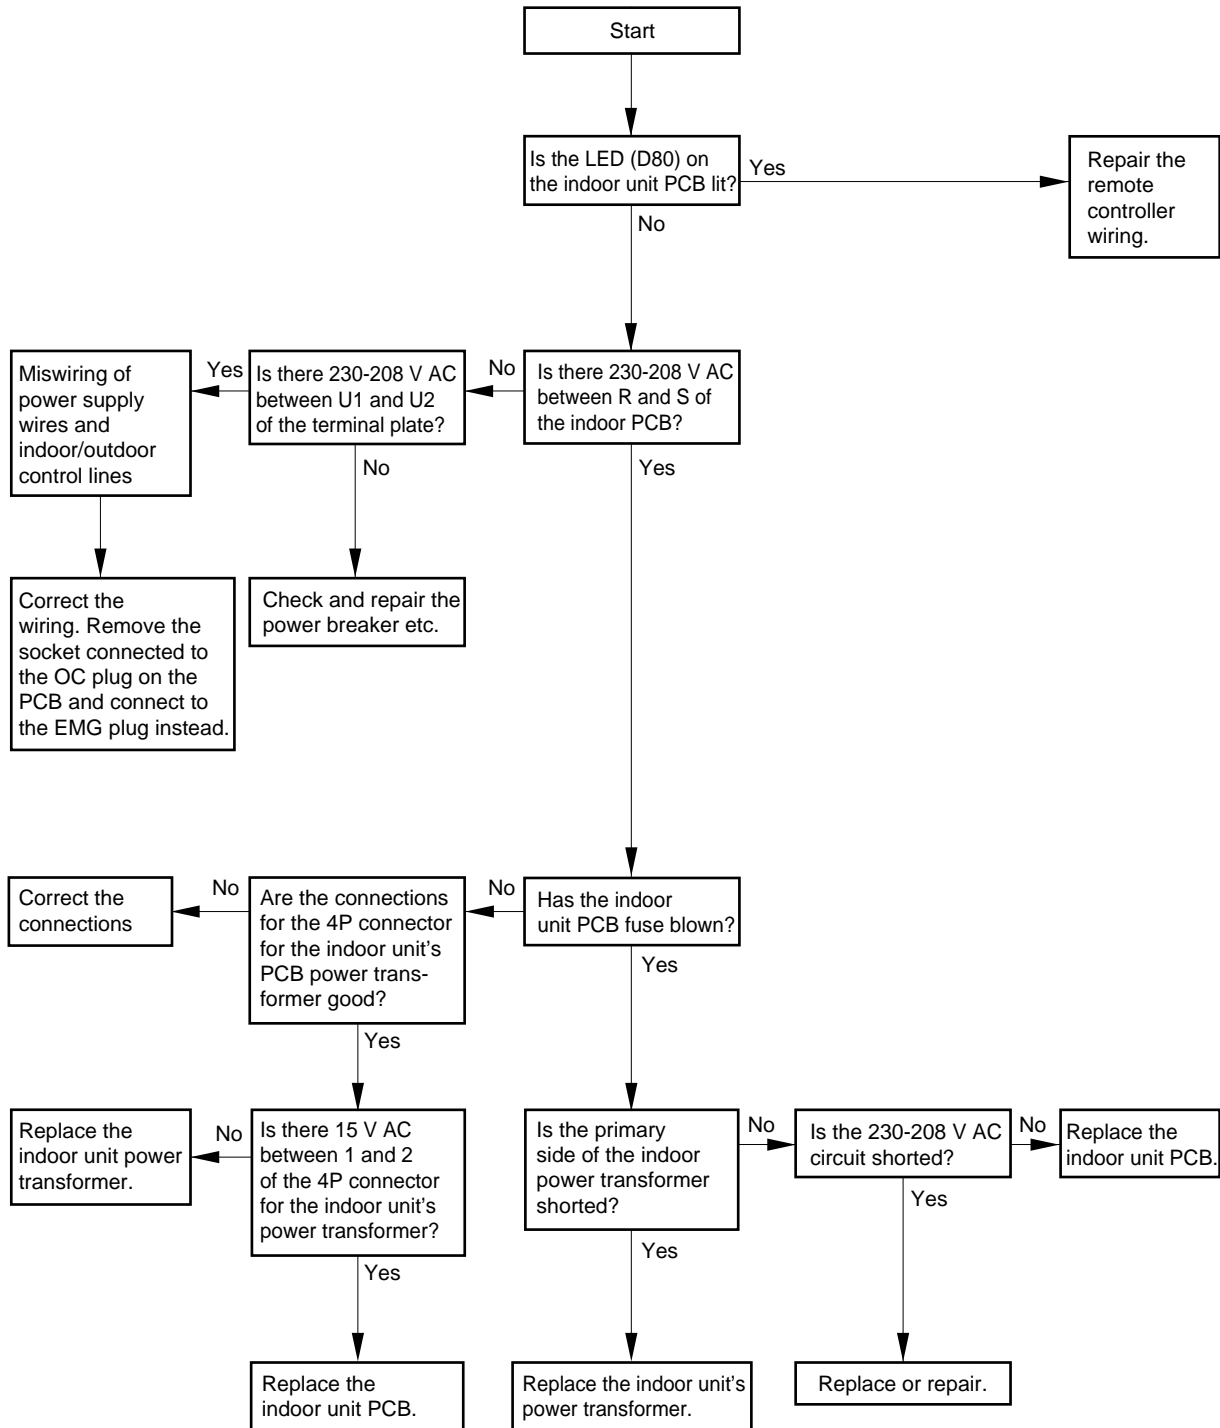 Start
Is the LED (D80) on
the indoor unit PCB lit?
Yes
Repair the
remote
controller
wiring.
No
Miswiring of
power supply
wires and
indoor/outdoor
control lines
Yes
Is there 230-208 V AC
between U1 and U2
of the terminal plate?
No
Is there 230-208 V AC
between R and S of
the indoor PCB?
No
Yes
Correct the
wiring. Remove the
socket connected to
the OC plug on the
PCB and connect to
the EMG plug instead.
Check and repair the
power breaker etc.
Correct the
connections
No
Are the connections
for the 4P connector
for the indoor unit's
PCB power trans-
former good?
No
Has the indoor
unit PCB fuse blown?
Yes
Yes
Replace the
indoor unit power
transformer.
No
Is there 15 V AC
between 1 and 2
of the 4P connector
for the indoor unit's
power transformer?
Is the primary
side of the indoor
power transformer
shorted?
No
Is the 230-208 V AC
circuit shorted?
No
Replace the
indoor unit PCB.
Yes
Yes
Yes
Replace the
indoor unit PCB.
Replace the indoor unit's
power transformer.
Replace or repair.